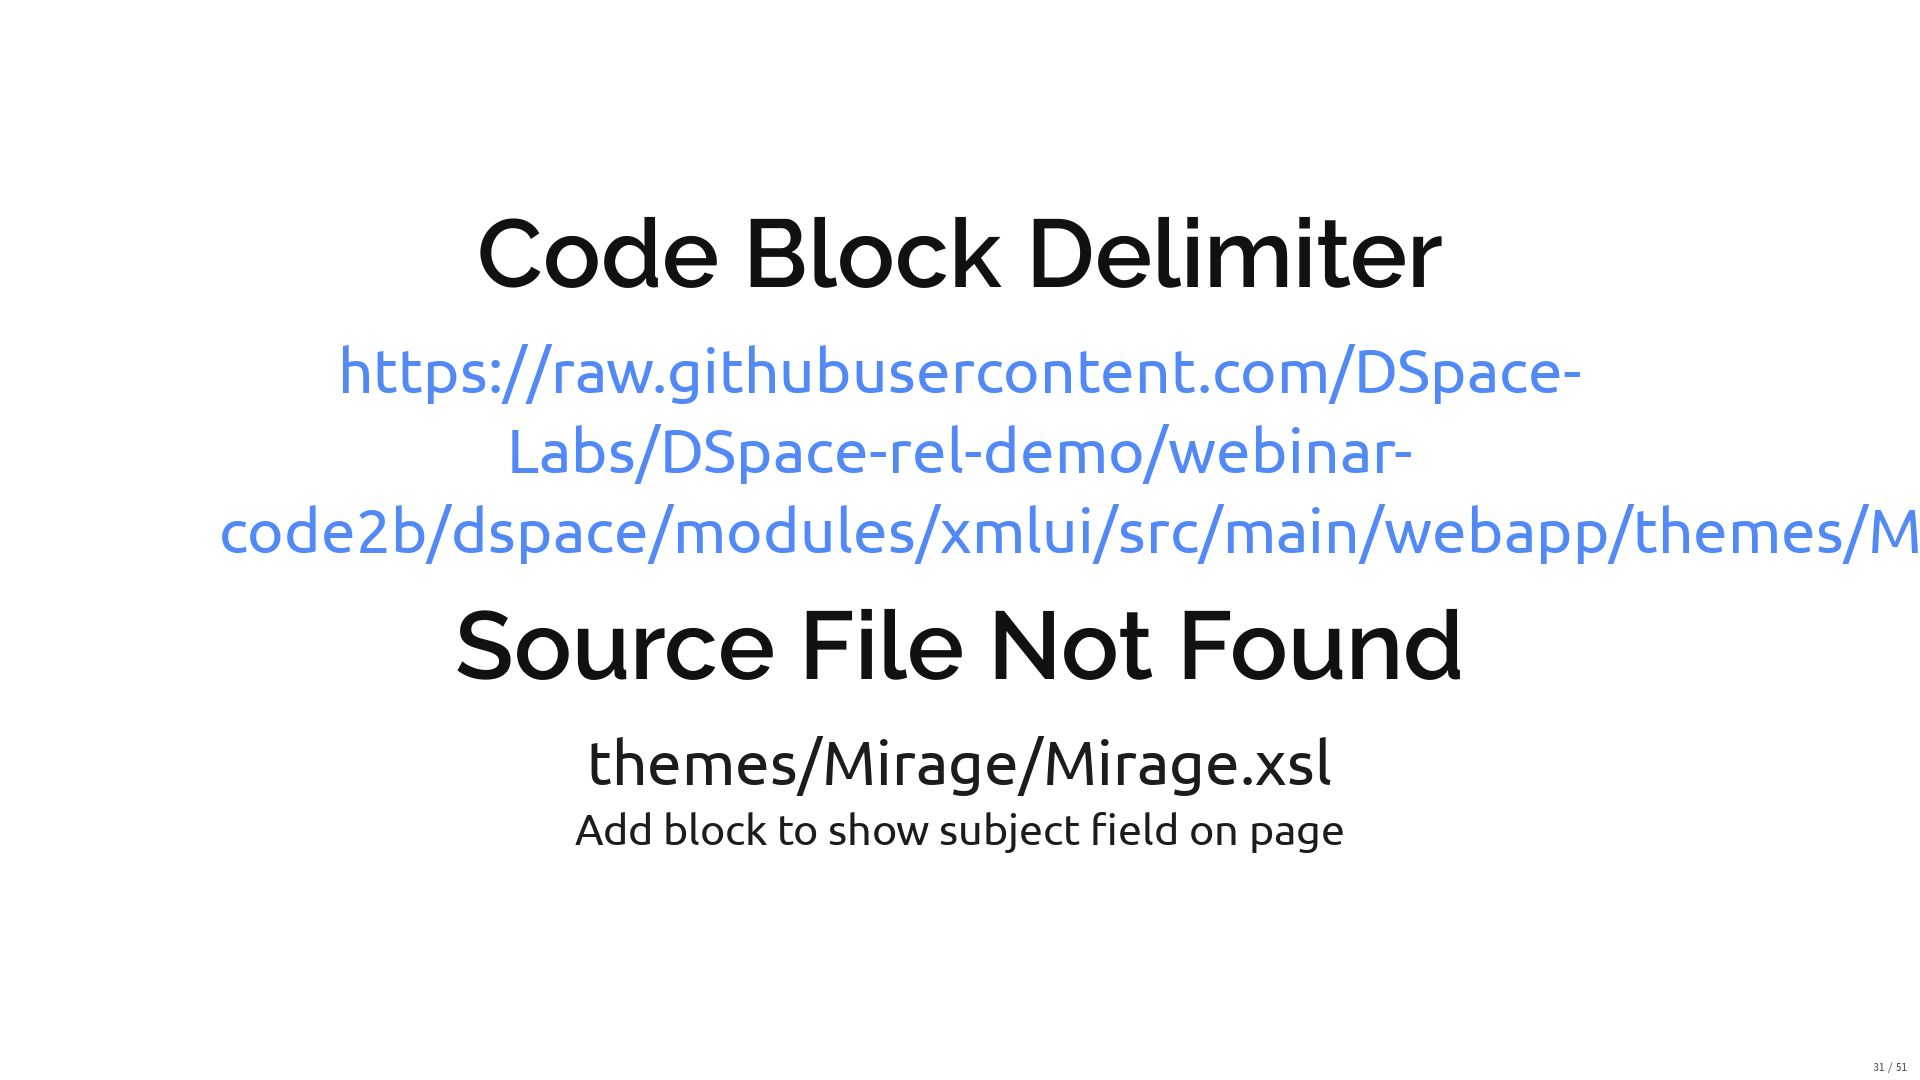 Code Block Delimiter
https://raw.githubusercontent.com/DSpace-
Labs/DSpace-rel-demo/webinar-
code2b/dspace/modules/xmlui/src/main/webapp/themes/M
Source File Not Found
themes/Mirage/Mirage.xsl
Add block to show subject field on page
31 / 51